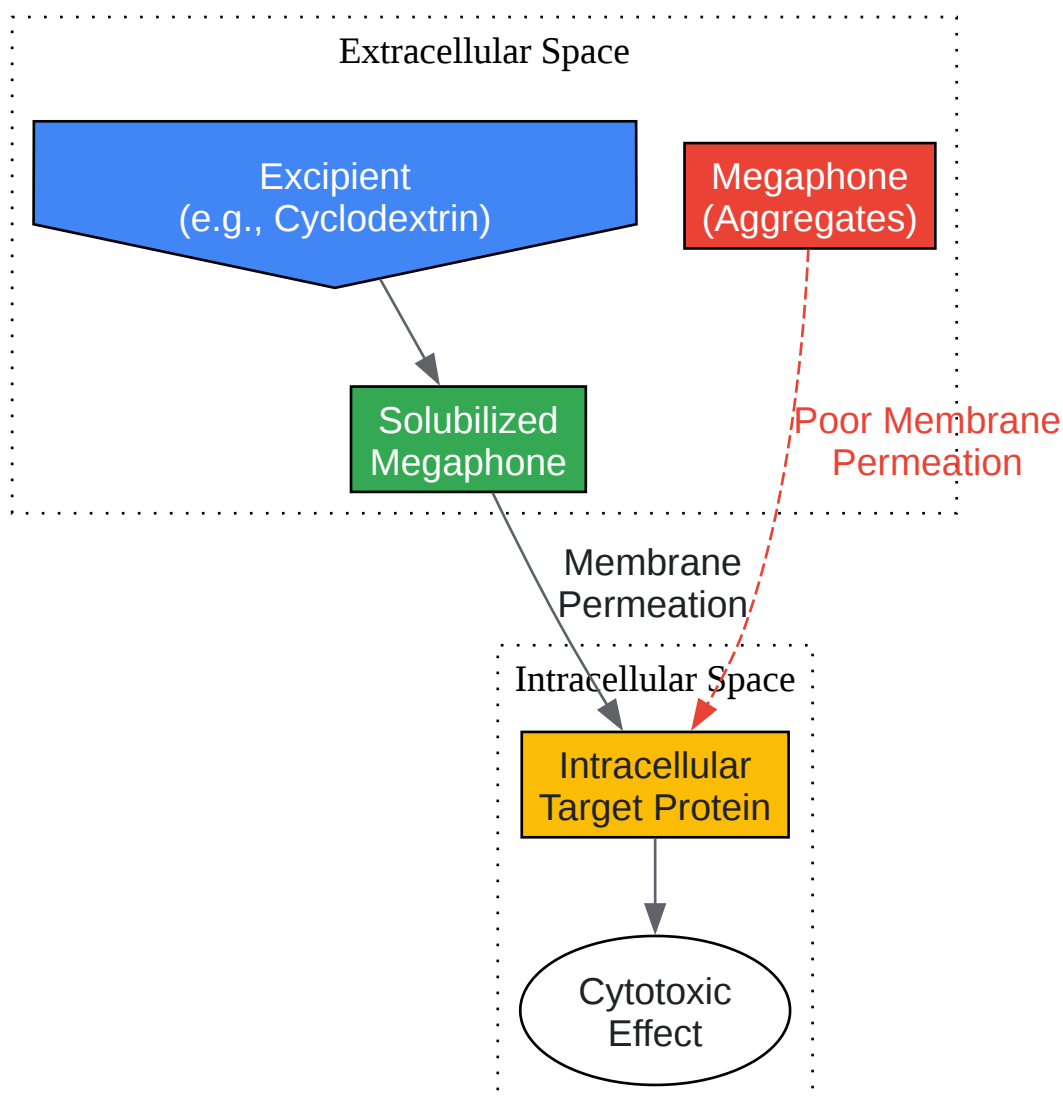 Extracellular Space
Excipient
(e.g., Cyclodextrin)
Megaphone
(Aggregates)
Solubilized
Megaphone
Poor Membrane
Permeation
Membrane
Permeation
Intracellular Space
Intracellular
Target Protein
Cytotoxic
Effect